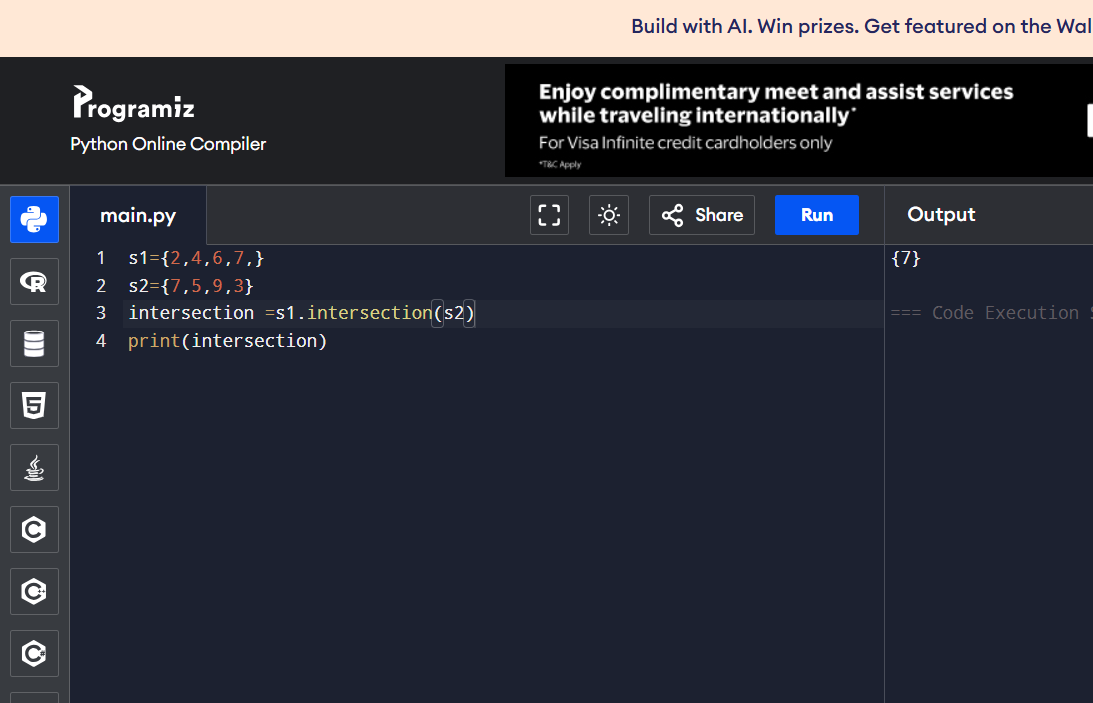 Build with AI. Win prizes. Get featured on the Wal
Programiz
Python Online Compiler
Enjoy complimentary meet and assist services
while traveling internationally*
For Visa Infinite credit cardholders only
*T&C Apply
main.py
Share
Run
Output
1 s1={2,4,6,7,}
2 s2={7,5,9,3}
3 intersection =s1.intersection(s2)
4 print(intersection)
{7}
=== Code Execution S